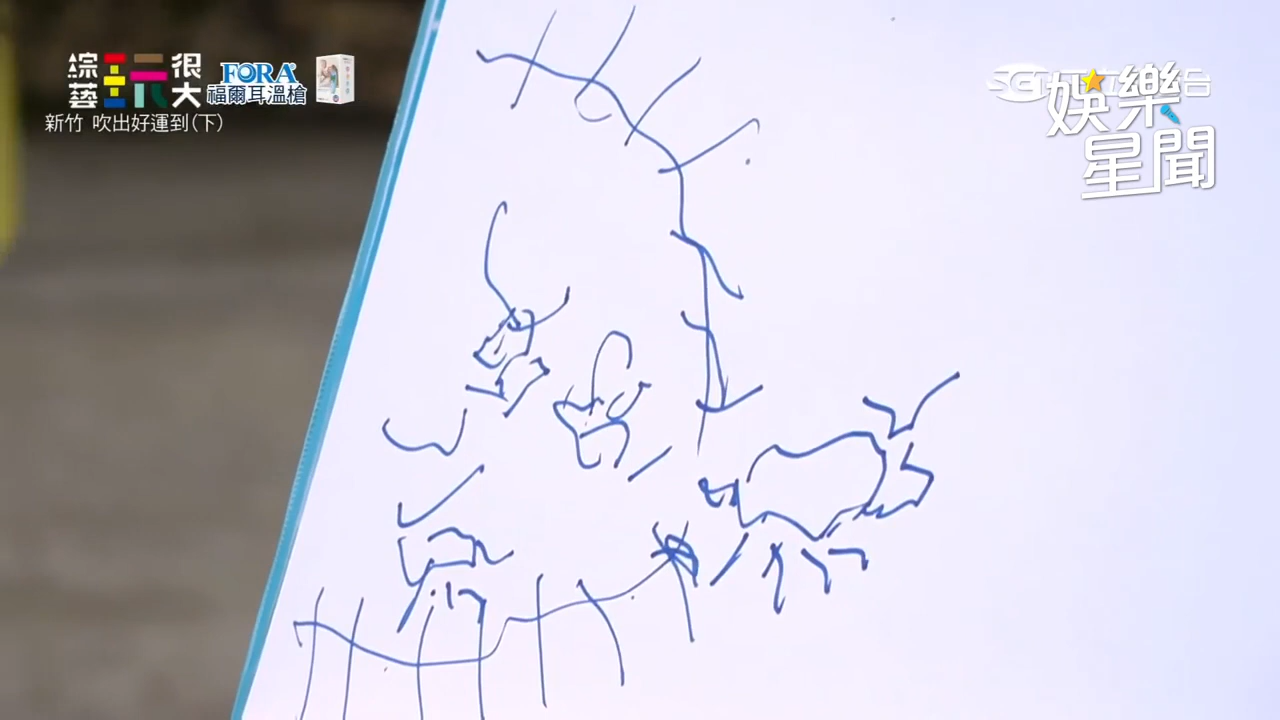 綜藝玩很大
FORA
福爾耳溫槍
新竹 吹出好運到(下)
娛樂
星聞